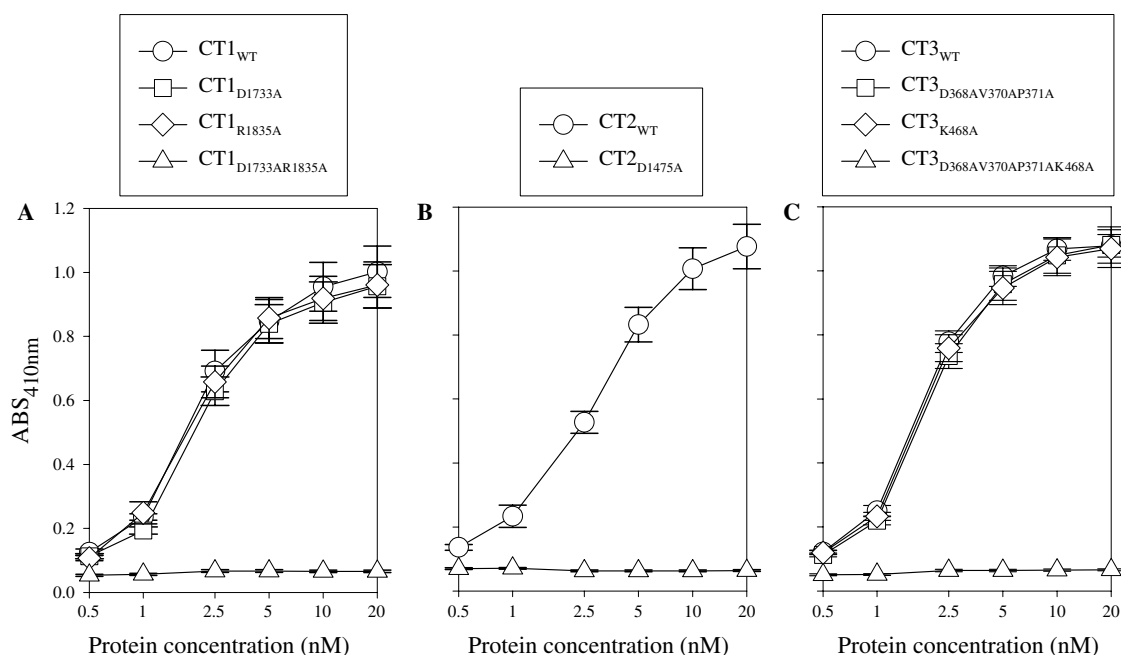 CT1WT
CT1D1733A
CT1R1835A
CT1D1733AR1835A
CT2WT
CT2D1475A
CT3WT
CT3D368AV370AP371A
CT3K468A
CT3D368AV370AP371AK468A
A
B
C
ABS410nm
1.2
1.0
0.8
0.6
0.4
0.2
0.0
0.5 1 2.5 5 10 20
0.5 1 2.5 5 10 20
0.5 1 2.5 5 10 20
Protein concentration (nM)
Protein concentration (nM)
Protein concentration (nM)